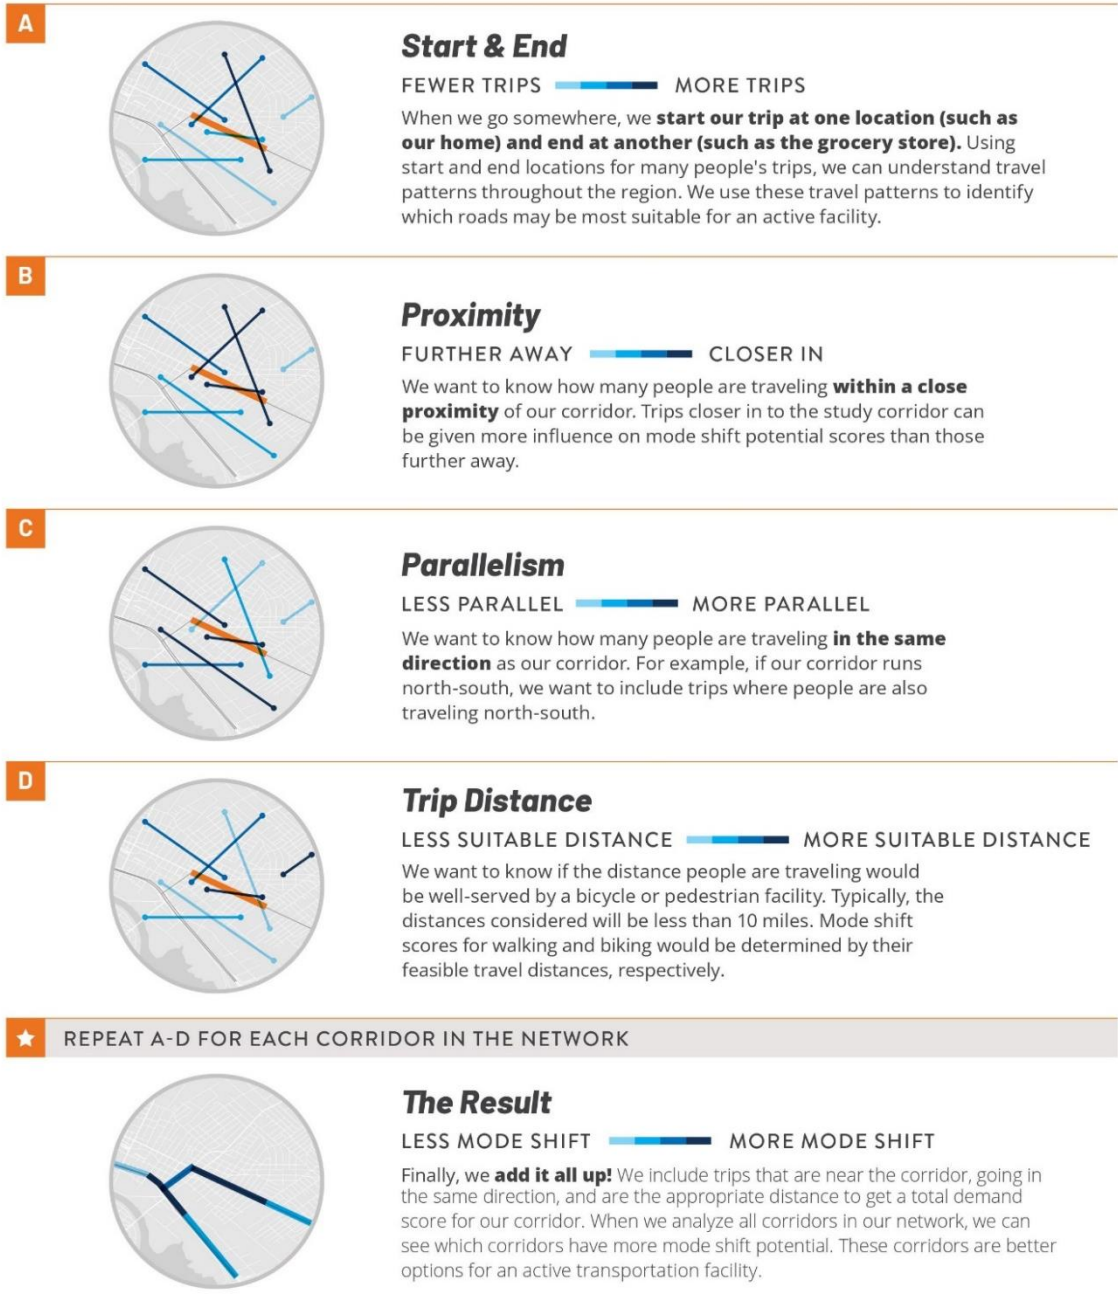 A
Start & End
FEWER TRIPS MORE TRIPS
When we go somewhere, we start our trip at one location (such as
our home) and end at another (such as the grocery store). Using
start and end locations for many people's trips, we can understand travel
patterns throughout the region. We use these travel patterns to identify
which roads may be most suitable for an active facility.
B
Proximity
FURTHER AWAY CLOSER IN
We want to know how many people are traveling within a close
proximity of our corridor. Trips closer in to the study corridor can
be given more influence on mode shift potential scores than those
further away.
C
Parallelism
LESS PARALLEL MORE PARALLEL
We want to know how many people are traveling in the same
direction as our corridor. For example, if our corridor runs
north-south, we want to include trips where people are also
traveling north-south.
D
Trip Distance
LESS SUITABLE DISTANCE MORE SUITABLE DISTANCE
We want to know if the distance people are traveling would
be well-served by a bicycle or pedestrian facility. Typically, the
distances considered will be less than 10 miles. Mode shift
scores for walking and biking would be determined by their
feasible travel distances, respectively.
REPEAT A-D FOR EACH CORRIDOR IN THE NETWORK
The Result
LESS MODE SHIFT MORE MODE SHIFT
Finally, we add it all up! We include trips that are near the corridor, going in
the same direction, and are the appropriate distance to get a total demand
score for our corridor. When we analyze all corridors in our network, we can
see which corridors have more mode shift potential. These corridors are better
options for an active transportation facility.